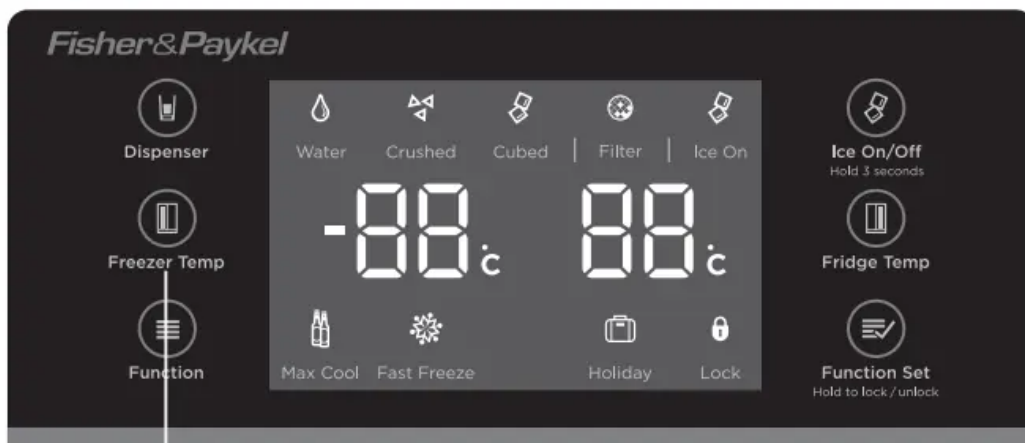 Fisher&Paykel
Dispenser
Water Crushed Cubed | Filter | Ice On
Ice On/Off
Hold 3 seconds
Freezer Temp
-88°C 88°C
Fridge Temp
Function
Max Cool Fast Freeze Holiday Lock
Function Set
Hold to lock / unlock